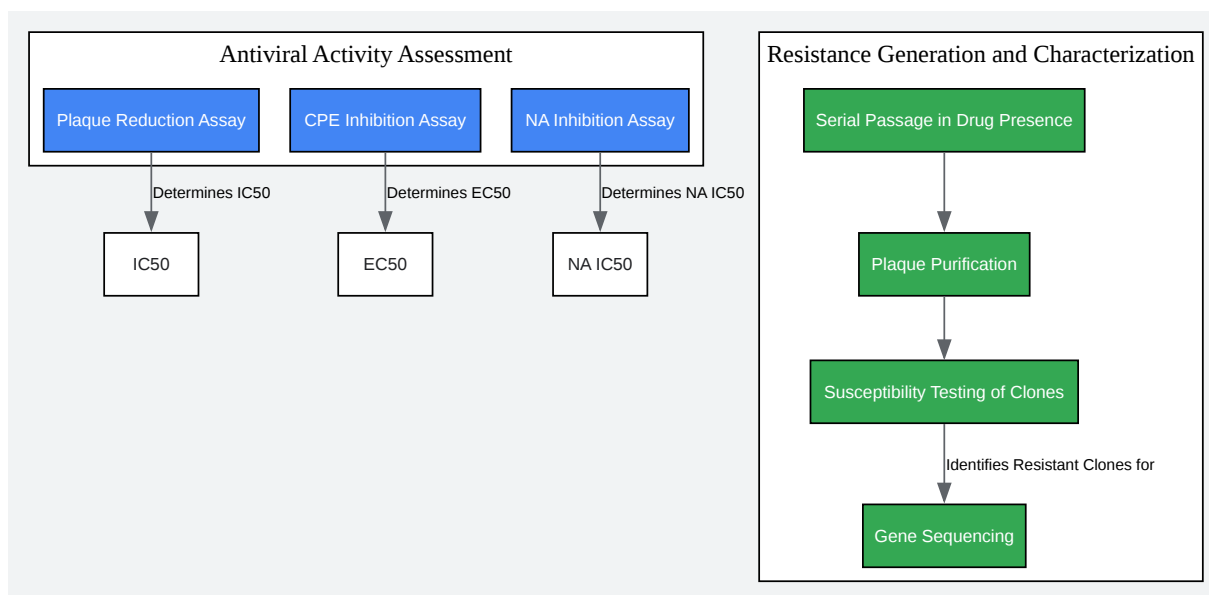 Antiviral Activity Assessment
Plaque Reduction Assay
CPE Inhibition Assay
NA Inhibition Assay
Determines IC50
Determines EC50
Determines NA IC50
IC50
EC50
NA IC50
Resistance Generation and Characterization
Serial Passage in Drug Presence
Plaque Purification
Susceptibility Testing of Clones
Identifies Resistant Clones for
Gene Sequencing